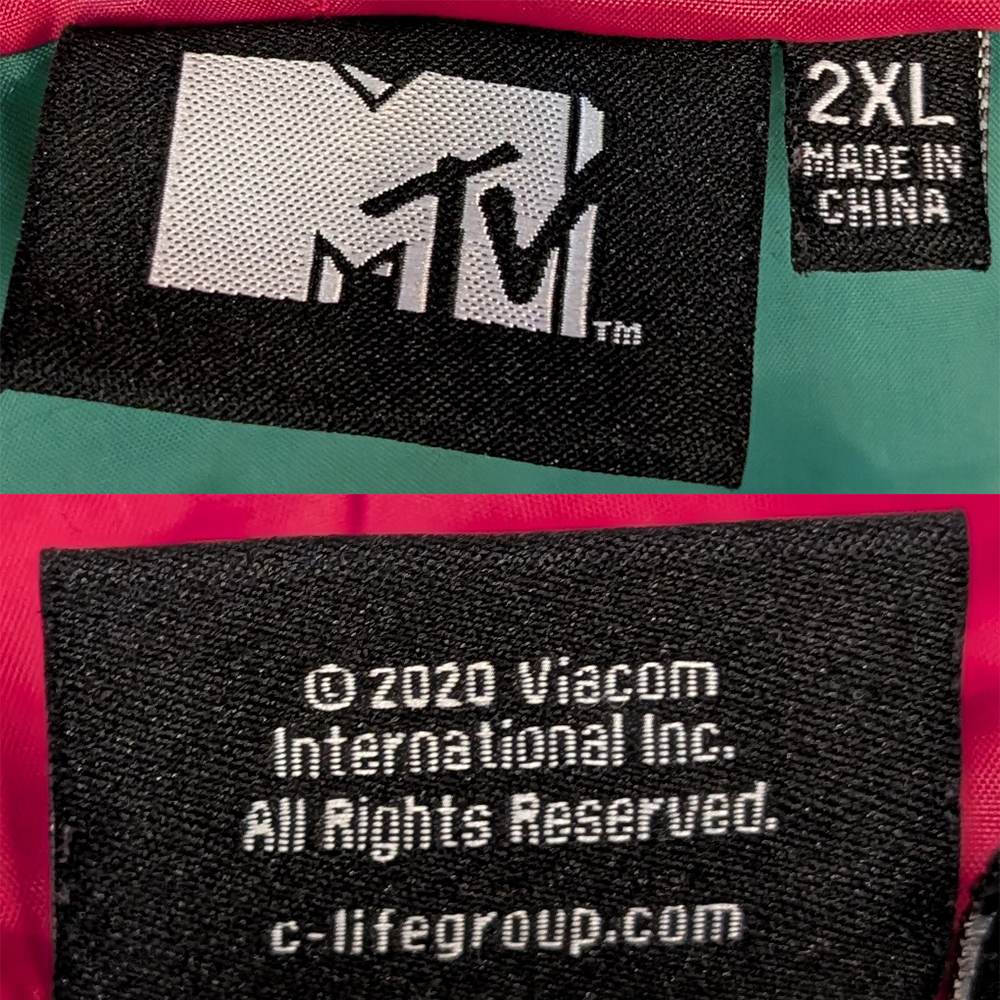 MTV
TM
2XL
MADE IN
CHINA
© 2020 Viacom
International Inc.
All Rights Reserved.
c-lifegroup.com